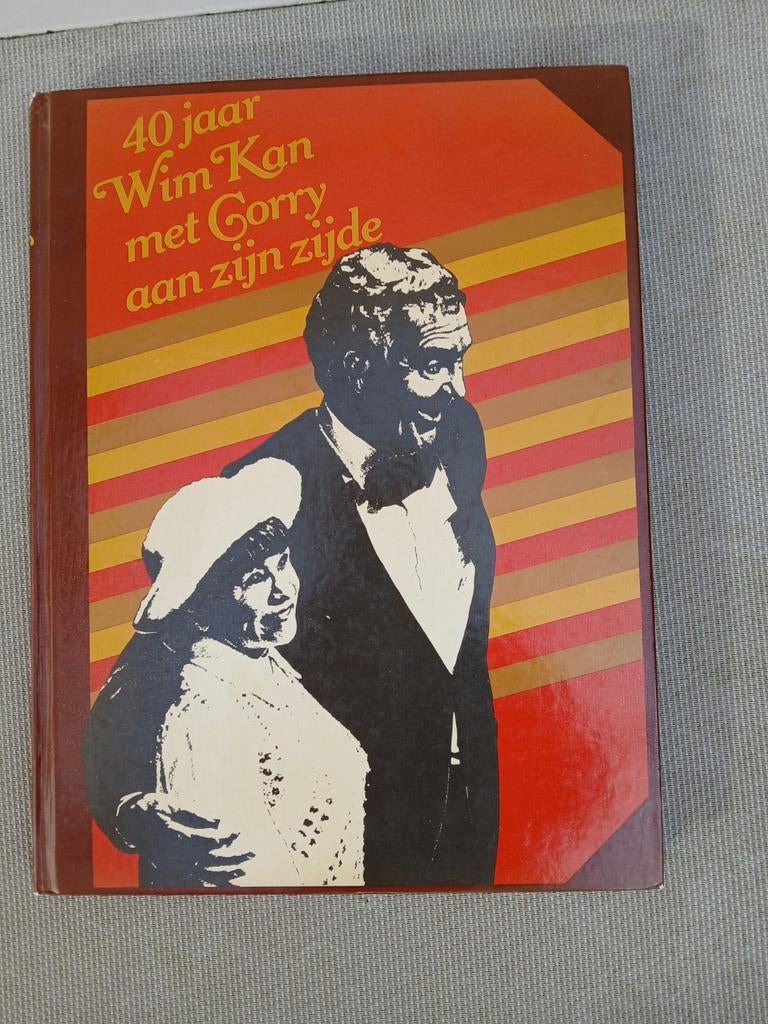 40 jaar
Wim Kan
met Corry
aan zijn zijde